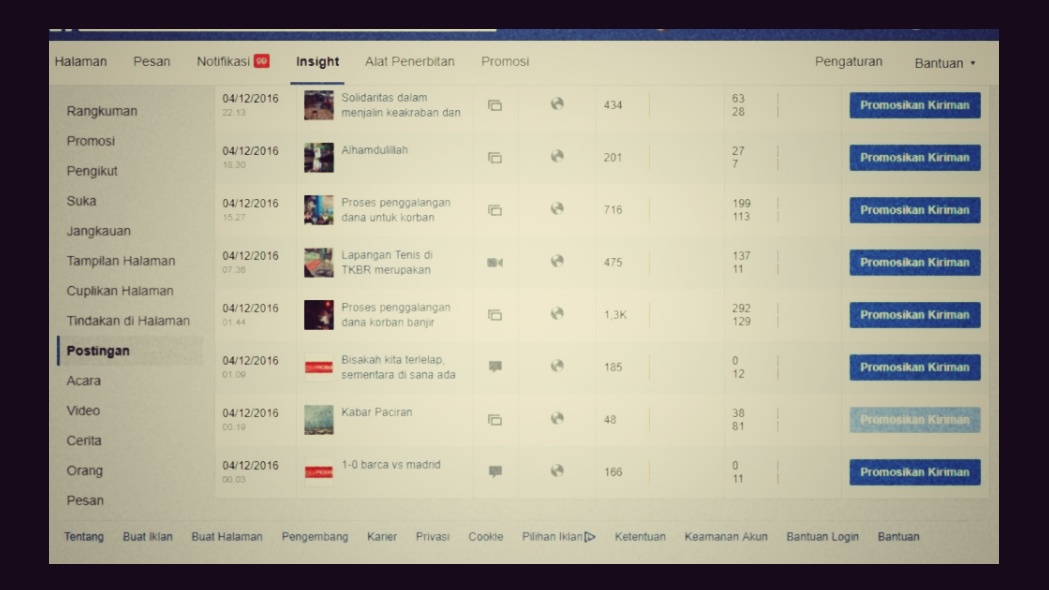 Halaman Pesan Notifikasi Insight Alat Penerbitan Promosi Pengaturan Bantuan
Rangkuman
Promosi
Pengikut
Suka
Jangkauan
Tampilan Halaman
Cuplikan Halaman
Tindakan di Halaman
Postingan
Acara
Video
Cerita
Orang
Pesan
04/12/2016 Solidaritas dalam 434 63 Promosikan Kiriman
22.13 menjalin keakraban dan 28
04/12/2016 Alhamdulillah 201 27 Promosikan Kiriman
7
04/12/2016 Proses penggalangan 716 199 Promosikan Kiriman
15.27 dana untuk korban 113
04/12/2016 Lapangan Tenis di 475 137 Promosikan Kiriman
TKBR merupakan 11
04/12/2016 Proses penggalangan 1,3K 292 Promosikan Kiriman
01.44 dana korban banjir 129
04/12/2016 Bisakah kita terlelap, 185 0 Promosikan Kiriman
01.09 sementara di sana ada 12
04/12/2016 Kabar Paciran 48 38 Promosikan Kiriman
00.19 81
04/12/2016 1-0 barca vs madrid 166 0 Promosikan Kiriman
00.03 11
Tentang Buat Iklan Buat Halaman Pengembang Karier Privasi Cookie Pilihan Iklan Ketentuan Keamanan Akun Bantuan Login Bantuan